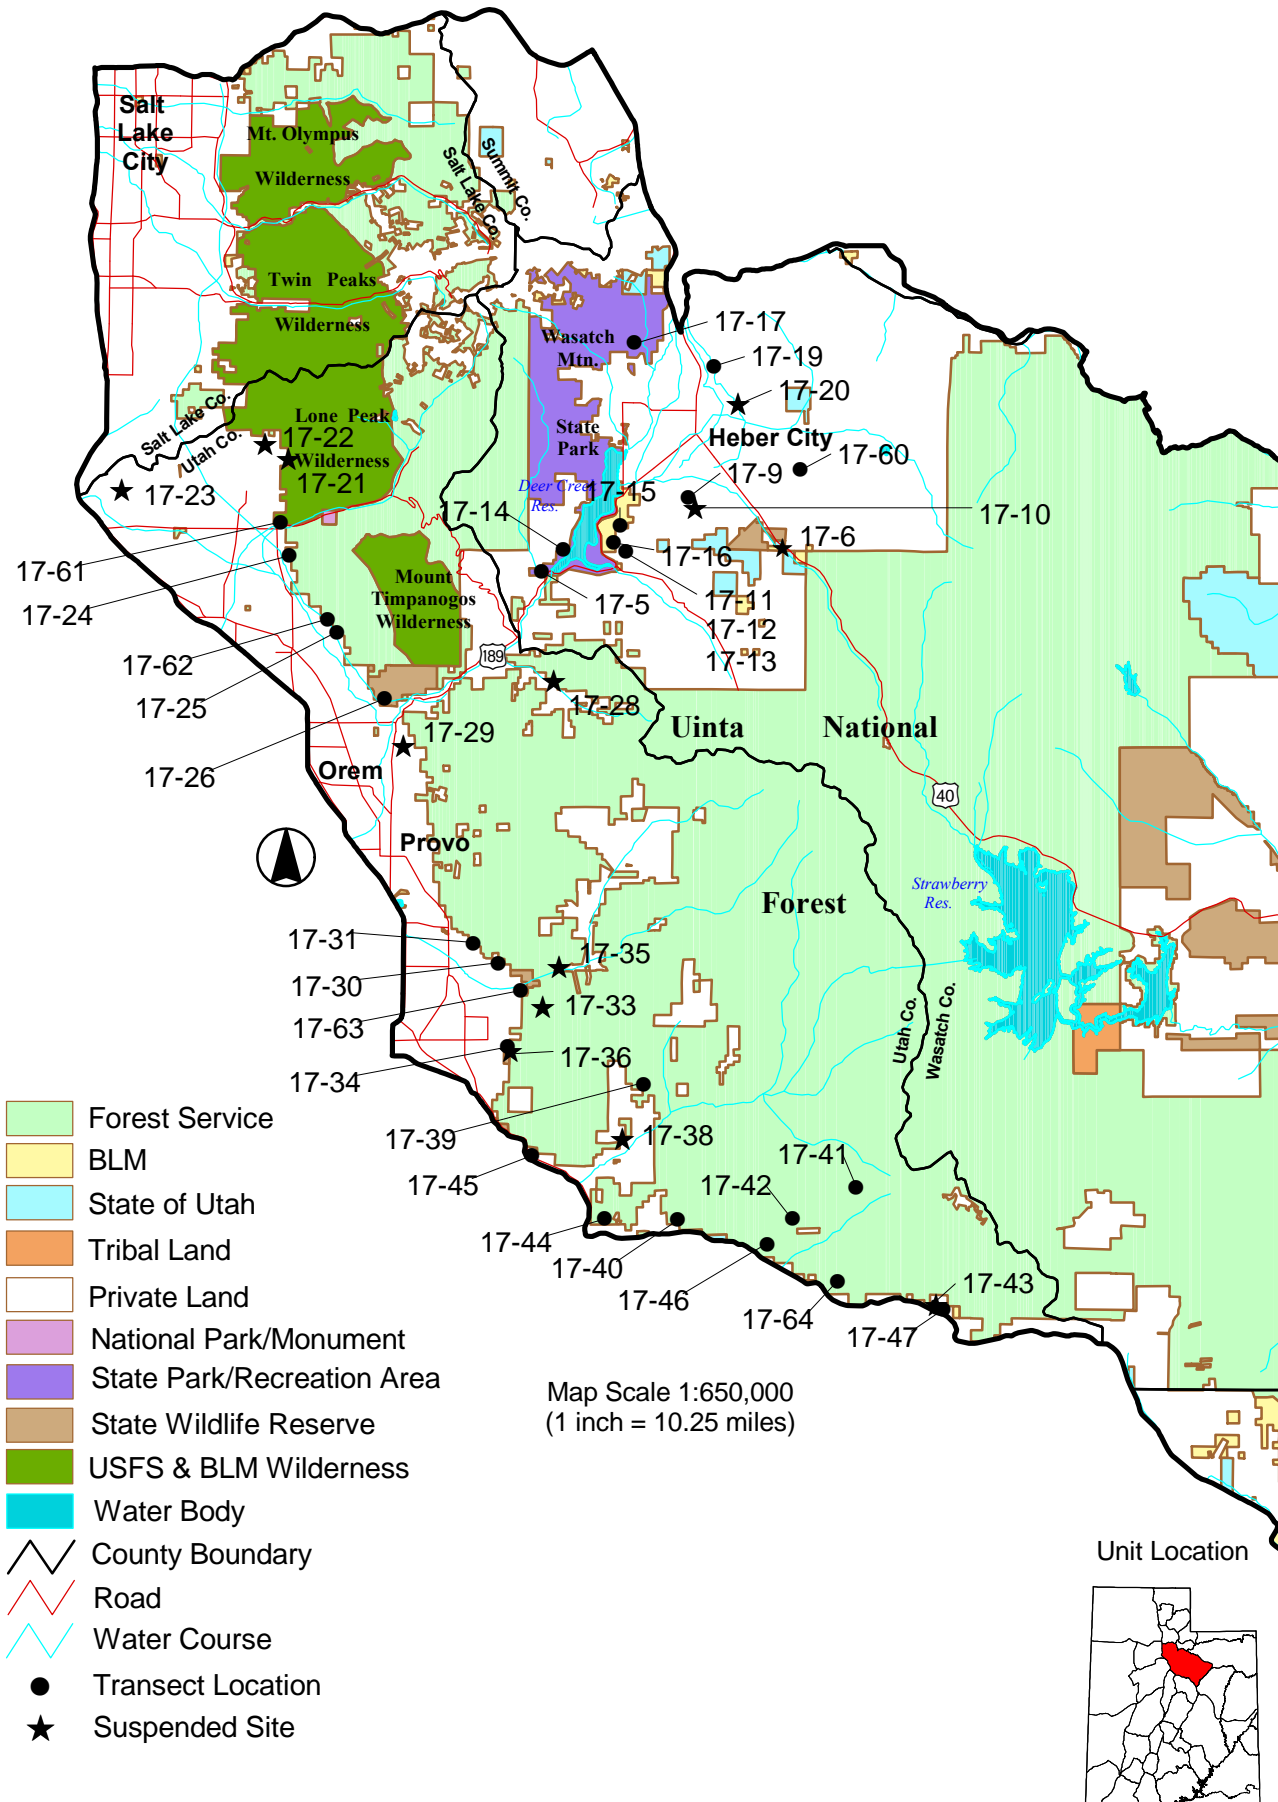 Salt
Lake
City
Mt. Olympus
Wilderness
Salt Lake Co.
Summit Co.
Twin Peaks
Wilderness
Wasatch
Mtn.
State
Park
17-17
17-19
17-20
Heber City
17-60
Salt Lake Co.
Utah Co.
Lone Peak
Wilderness
17-22
17-21
17-23
Deer Creek
Res.
17-15
17-9
17-10
17-14
17-16
17-6
17-61
17-24
Mount
Timpanogos
Wilderness
17-5
17-11
17-12
17-13
17-62
17-25
189
17-28
17-29
17-26
Orem
Uinta National
40
Provo
Forest
Strawberry
Res.
17-31
17-30
17-35
17-63
17-33
17-34
17-36
Utah Co.
Wasatch Co.
17-39
17-38
17-45
17-41
17-42
17-44
17-40
17-46
17-64
17-43
17-47
Forest Service
BLM
State of Utah
Tribal Land
Private Land
National Park/Monument
State Park/Recreation Area
State Wildlife Reserve
USFS & BLM Wilderness
Water Body
County Boundary
Road
Water Course
Transect Location
Suspended Site
Map Scale 1:650,000
(1 inch = 10.25 miles)
Unit Location